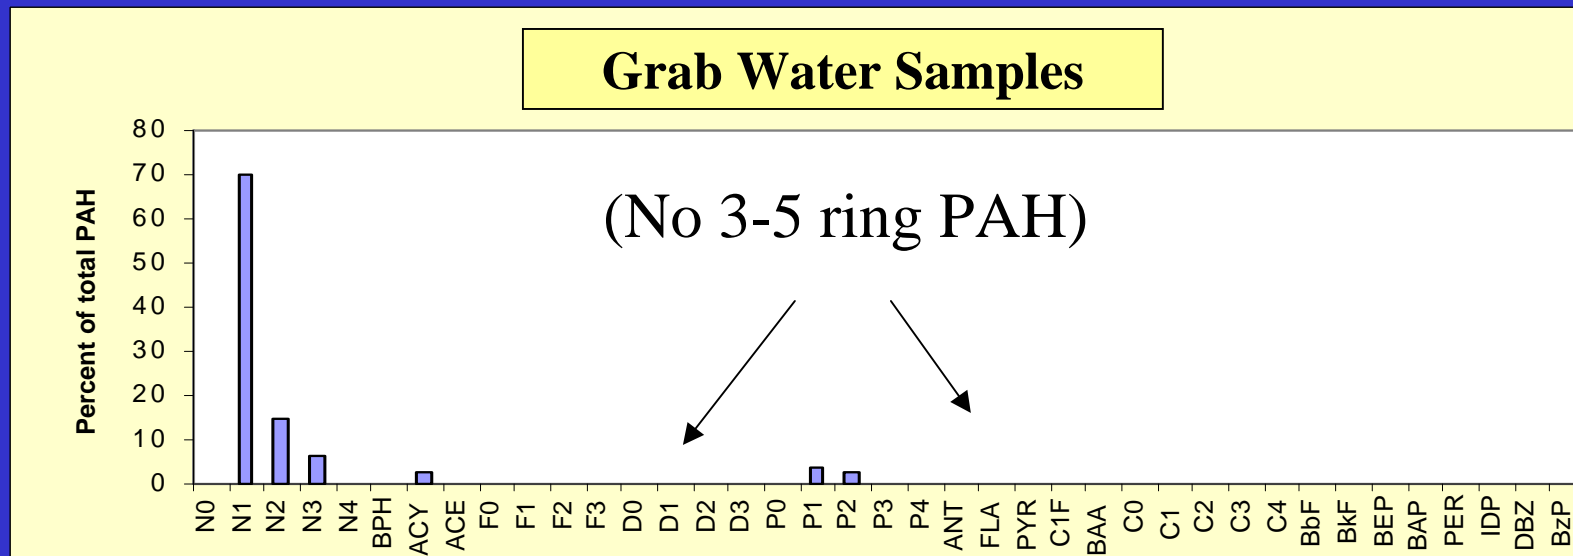 Grab Water Samples
Percent of total PAH
80
70
60
50
40
30
20
10
0
(No 3-5 ring PAH)
N0 N1 N2 N3 N4 BPH ACY ACE F0 F1 F2 F3 D0 D1 D2 D3 P0 P1 P2 P3 P4 ANT FLA PYR C1F BAA C0 C1 C2 C3 C4 BbF BkF BEP BAP PER IDP DBZ BzP